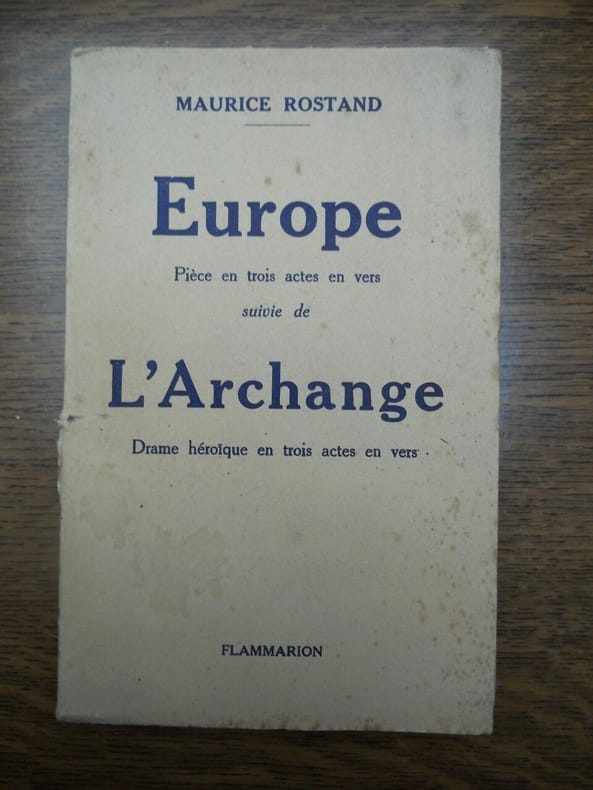 MAURICE ROSTAND
Europe
Pièce en trois actes en vers
suivie de
L'Archange
Drame héroïque en trois actes en vers
FLAMMARION